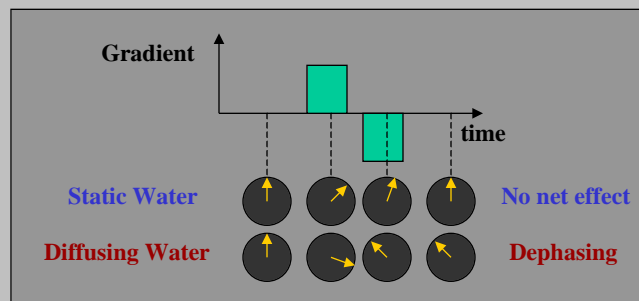 Gradient
time
Static Water
No net effect
Diffusing Water
Dephasing